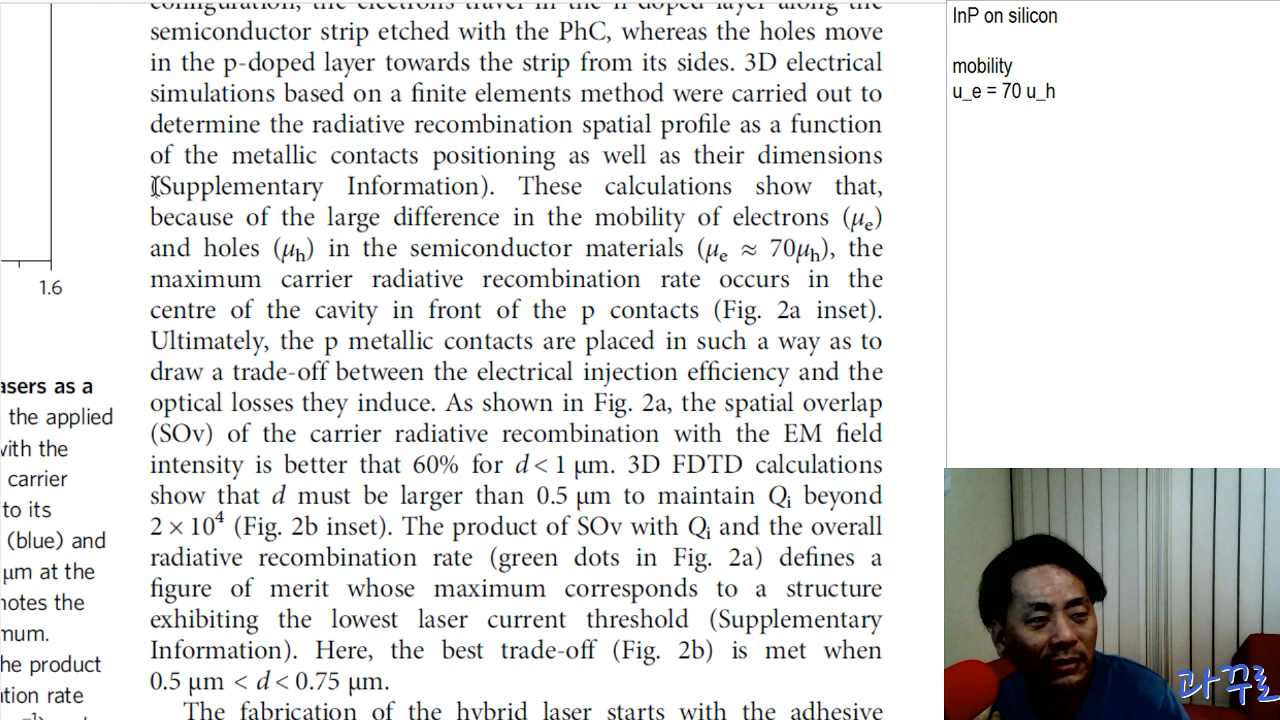 configuration, the electrons travel in the n-doped layer along the
semiconductor strip etched with the PhC, whereas the holes move
in the p-doped layer towards the strip from its sides. 3D electrical
simulations based on a finite elements method were carried out to
determine the radiative recombination spatial profile as a function
of the metallic contacts positioning as well as their dimensions
(Supplementary Information). These calculations show that,
because of the large difference in the mobility of electrons (μe)
and holes (μh) in the semiconductor materials (μe ≈ 70μh), the
maximum carrier radiative recombination rate occurs in the
centre of the cavity in front of the p contacts (Fig. 2a inset).
Ultimately, the p metallic contacts are placed in such a way as to
draw a trade-off between the electrical injection efficiency and the
optical losses they induce. As shown in Fig. 2a, the spatial overlap
(SOv) of the carrier radiative recombination with the EM field
intensity is better that 60% for d < 1 μm. 3D FDTD calculations
show that d must be larger than 0.5 μm to maintain Qi beyond
2 × 10⁴ (Fig. 2b inset). The product of SOv with Qi and the overall
radiative recombination rate (green dots in Fig. 2a) defines a
figure of merit whose maximum corresponds to a structure
exhibiting the lowest laser current threshold (Supplementary
Information). Here, the best trade-off (Fig. 2b) is met when
0.5 μm < d < 0.75 μm.
The fabrication of the hybrid laser starts with the adhesive
1.6
asers as a
the applied
with the
carrier
to its
(blue) and
μm at the
notes the
mum.
he product
tion rate
InP on silicon
mobility
u_e = 70 u_h
과꾸로